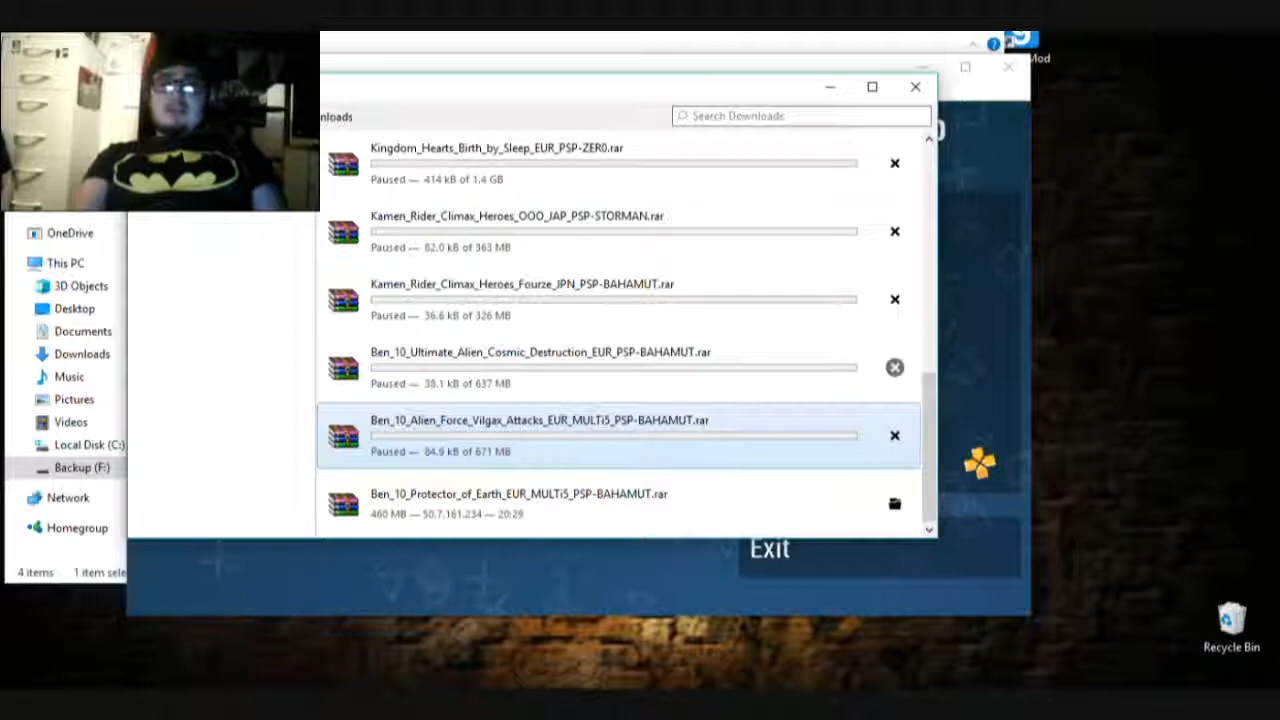 Mod
nloads
Search Downloads
Kingdom_Hearts_Birth_by_Sleep_EUR_PSP-ZER0.rar
Paused — 414 kB of 1.4 GB
Kamen_Rider_Climax_Heroes_OOO_JAP_PSP-STORMAN.rar
Paused — 62.0 kB of 363 MB
Kamen_Rider_Climax_Heroes_Fourze_JPN_PSP-BAHAMUT.rar
Paused — 36.6 kB of 326 MB
Ben_10_Ultimate_Alien_Cosmic_Destruction_EUR_PSP-BAHAMUT.rar
Paused — 38.1 kB of 637 MB
Ben_10_Alien_Force_Vilgax_Attacks_EUR_MULTi5_PSP-BAHAMUT.rar
Paused — 84.9 kB of 671 MB
Ben_10_Protector_of_Earth_EUR_MULTi5_PSP-BAHAMUT.rar
460 MB — 50.7.161.234 — 20:29
OneDrive
This PC
3D Objects
Desktop
Documents
Downloads
Music
Pictures
Videos
Local Disk (C:)
Backup (F:)
Network
Homegroup
4 items 1 item sele
Exit
Recycle Bin